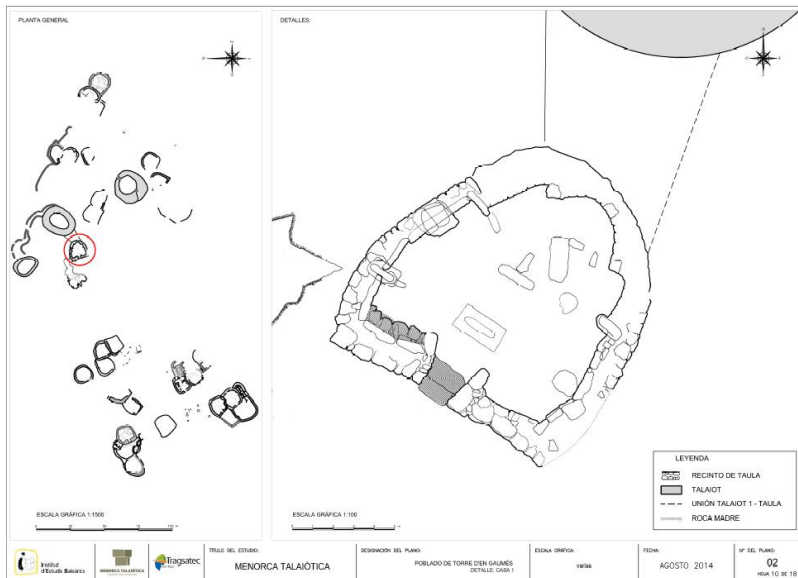 PLANTA GENERAL
DETALLES:
ESCALA GRÁFICA 1:1500
ESCALA GRÁFICA 1:100
LEYENDA
RECINTO DE TAULA
TALAIOT
UNIÓN TALAIOT 1 - TAULA
ROCA MADRE
Institut
d'Estudis Baleàrics
MENORCA TALAIÒTICA
Tragsatec
TÍTULO DEL ESTUDIO:
MENORCA TALAIÒTICA
DESIGNACIÓN DEL PLANO:
POBLADO DE TORRE D'EN GALMÉS
DETALLE: CASA 1
ESCALA GRÁFICA:
varias
FECHA:
AGOSTO 2014
Nº DEL PLANO:
02
HOJA 10 DE 18